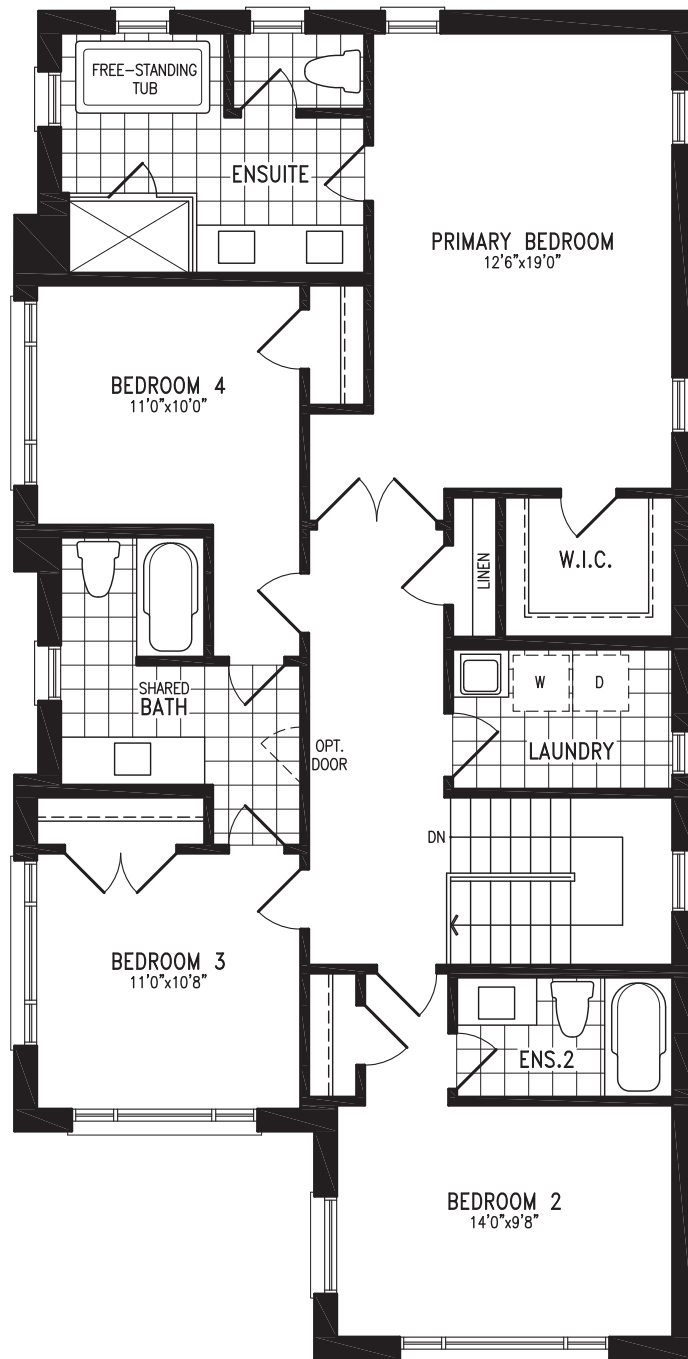 FREE-STANDING
TUB
ENSUITE
PRIMARY BEDROOM
12'6"x19'0"
BEDROOM 4
11'0"x10'0"
LINEN
W.I.C.
SHARED
BATH
W
D
OPT.
DOOR
LAUNDRY
DN
BEDROOM 3
11'0"x10'8"
ENS.2
BEDROOM 2
14'0"x9'8"